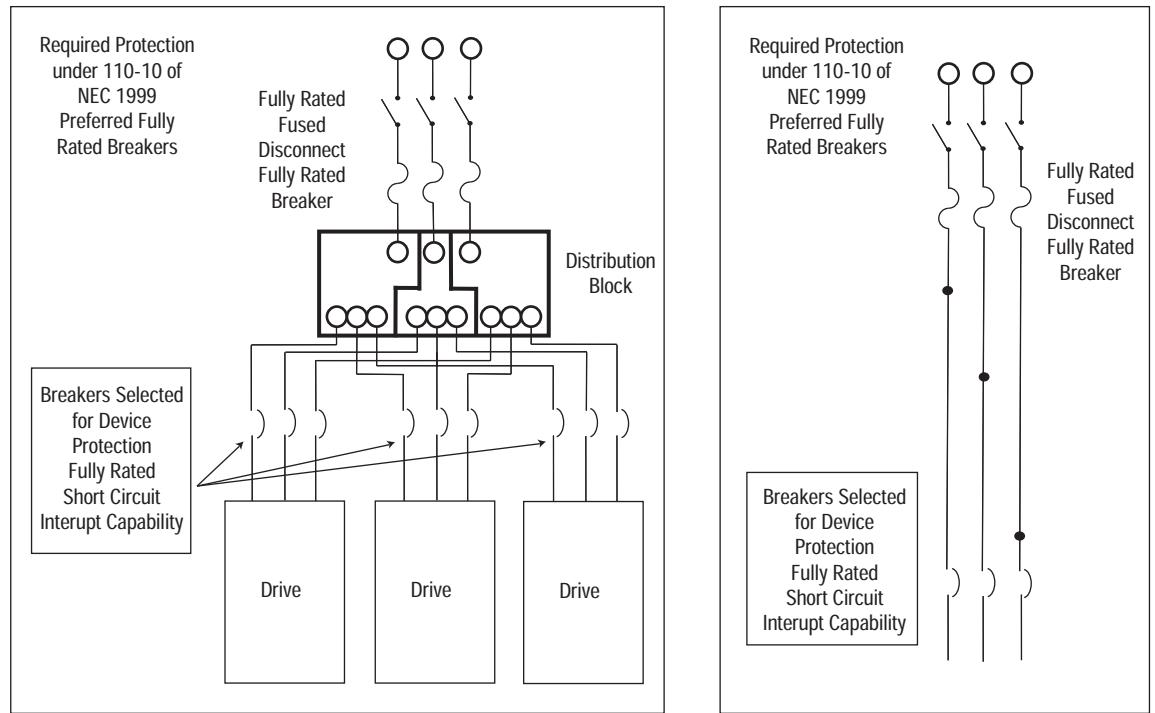 Required Protection
under 110-10 of
NEC 1999
Preferred Fully
Rated Breakers
Fully Rated
Fused
Disconnect
Fully Rated
Breaker
Distribution
Block
Breakers Selected
for Device
Protection
Fully Rated
Short Circuit
Interupt Capability
Drive
Drive
Drive
Required Protection
under 110-10 of
NEC 1999
Preferred Fully
Rated Breakers
Fully Rated
Fused
Disconnect
Fully Rated
Breaker
Breakers Selected
for Device
Protection
Fully Rated
Short Circuit
Interupt Capability